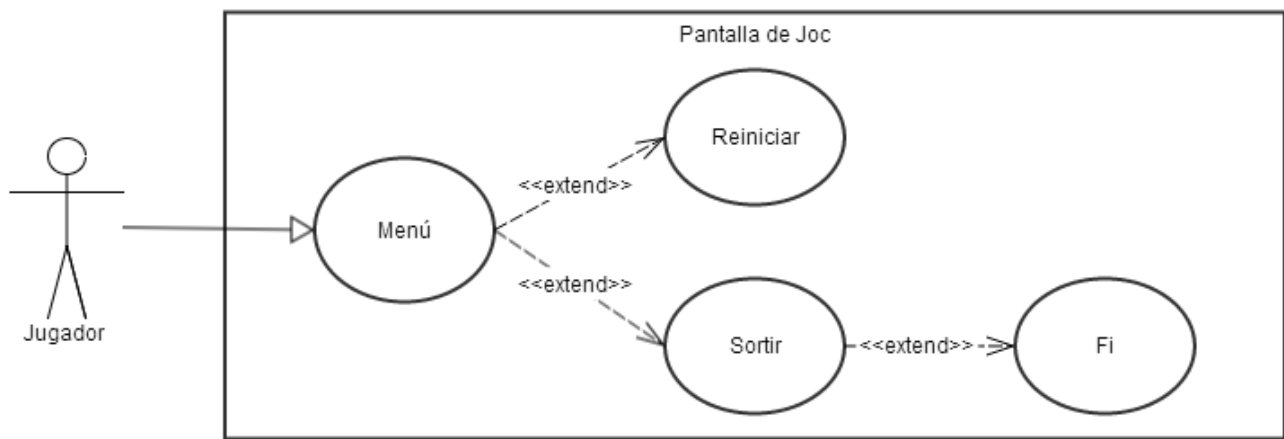 Pantalla de Joc
Reiniciar
<<extend>>
Menú
<<extend>>
Jugador
Sortir
<<extend>>
Fi